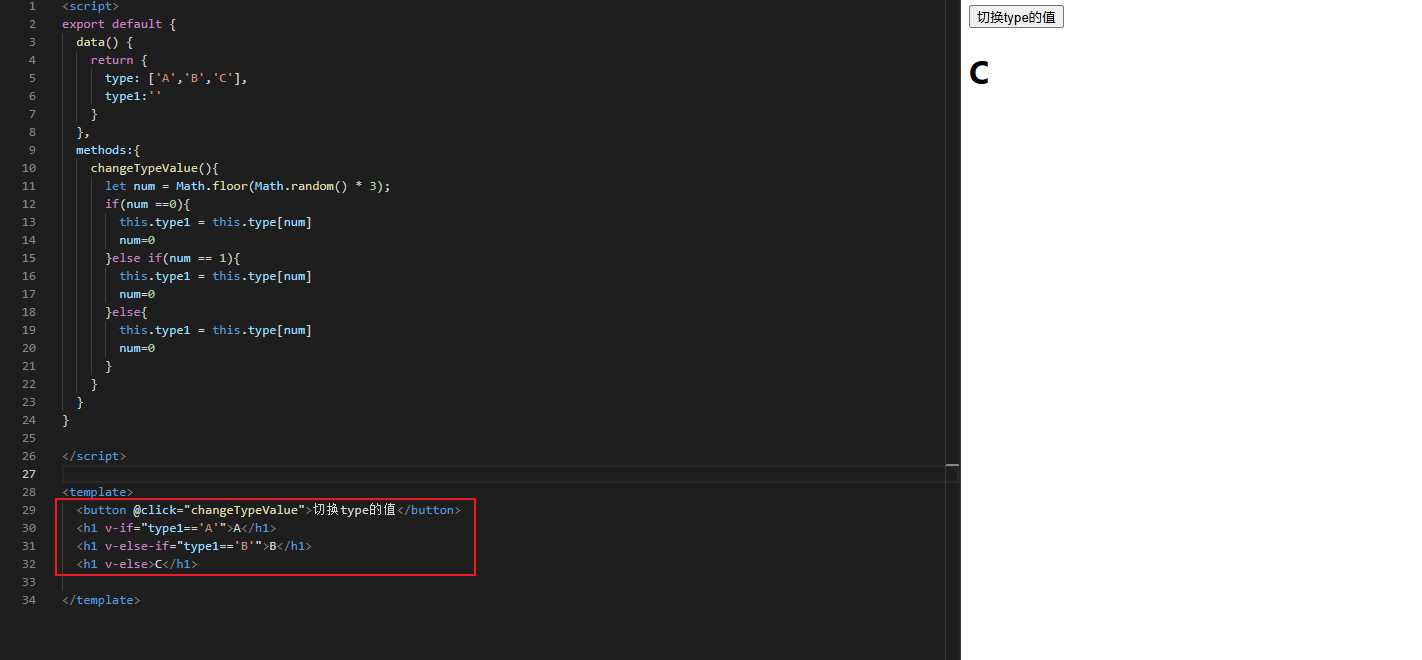 1 <script>
2 export default {
3 data() {
4 return {
5 type: ['A','B','C'],
6 type1:''
7 }
8 },
9 methods:{
10 changeTypeValue(){
11 let num = Math.floor(Math.random() * 3);
12 if(num ==0){
13 this.type1 = this.type[num]
14 num=0
15 }else if(num == 1){
16 this.type1 = this.type[num]
17 num=0
18 }else{
19 this.type1 = this.type[num]
20 num=0
21 }
22 }
23 }
24 }
25
26 </script>
27
28 <template>
29 <button @click="changeTypeValue">切换type的值</button>
30 <h1 v-if="type1=='A'">A</h1>
31 <h1 v-else-if="type1=='B'">B</h1>
32 <h1 v-else>C</h1>
33
34 </template>
切换type的值
C